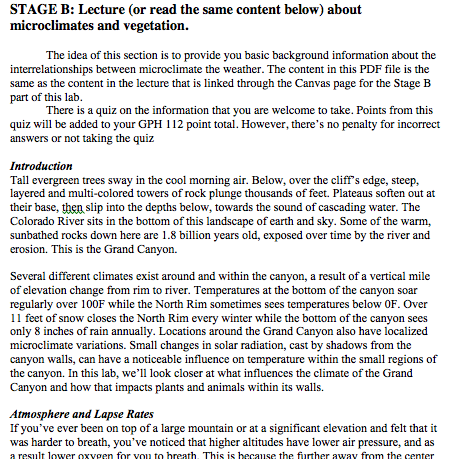 STAGE B: Lecture (or read the same content below) about
microclimates and vegetation.
The idea of this section is to provide you basic background information about the
interrelationships between microclimate the weather. The content in this PDF file is the
same as the content in the lecture that is linked through the Canvas page for the Stage B
part of this lab.
There is a quiz on the information that you are welcome to take. Points from this
quiz will be added to your GPH 112 point total. However, there's no penalty for incorrect
answers or not taking the quiz
Introduction
Tall evergreen trees sway in the cool morning air. Below, over the cliff's edge, steep,
layered and multi-colored towers of rock plunge thousands of feet. Plateaus soften out at
their base, then slip into the depths below, towards the sound of cascading water. The
Colorado River sits in the bottom of this landscape of earth and sky. Some of the warm,
sunbathed rocks down here are 1.8 billion years old, exposed over time by the river and
erosion. This is the Grand Canyon.
Several different climates exist around and within the canyon, a result of a vertical mile
of elevation change from rim to river. Temperatures at the bottom of the canyon soar
regularly over 100F while the North Rim sometimes sees temperatures below 0F. Over
11 feet of snow closes the North Rim every winter while the bottom of the canyon sees
only 8 inches of rain annually. Locations around the Grand Canyon also have localized
microclimate variations. Small changes in solar radiation, cast by shadows from the
canyon walls, can have a noticeable influence on temperature within the small regions of
the canyon. In this lab, we'll look closer at what influences the climate of the Grand
Canyon and how that impacts plants and animals within its walls.
Atmosphere and Lapse Rates
If you've ever been on top of a large mountain or at a significant elevation and felt that it
was harder to breath, you've noticed that higher altitudes have lower air pressure, and as
a result lower oxygen for you to breath. This is because the further away from the center